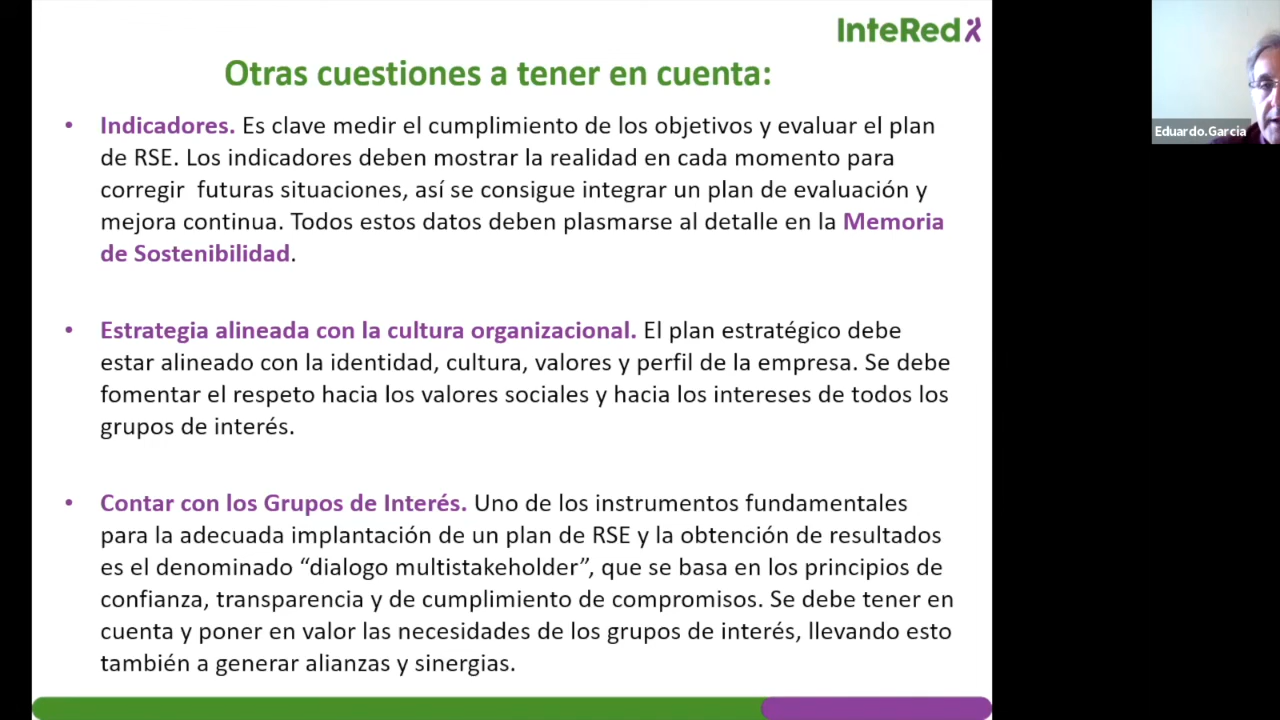 InteRed
Otras cuestiones a tener en cuenta:
• Indicadores. Es clave medir el cumplimiento de los objetivos y evaluar el plan
de RSE. Los indicadores deben mostrar la realidad en cada momento para
corregir futuras situaciones, así se consigue integrar un plan de evaluación y
mejora continua. Todos estos datos deben plasmarse al detalle en la Memoria
de Sostenibilidad.
• Estrategia alineada con la cultura organizacional. El plan estratégico debe
estar alineado con la identidad, cultura, valores y perfil de la empresa. Se debe
fomentar el respeto hacia los valores sociales y hacia los intereses de todos los
grupos de interés.
• Contar con los Grupos de Interés. Uno de los instrumentos fundamentales
para la adecuada implantación de un plan de RSE y la obtención de resultados
es el denominado “dialogo multistakeholder”, que se basa en los principios de
confianza, transparencia y de cumplimiento de compromisos. Se debe tener en
cuenta y poner en valor las necesidades de los grupos de interés, llevando esto
también a generar alianzas y sinergias.
Eduardo.Garcia